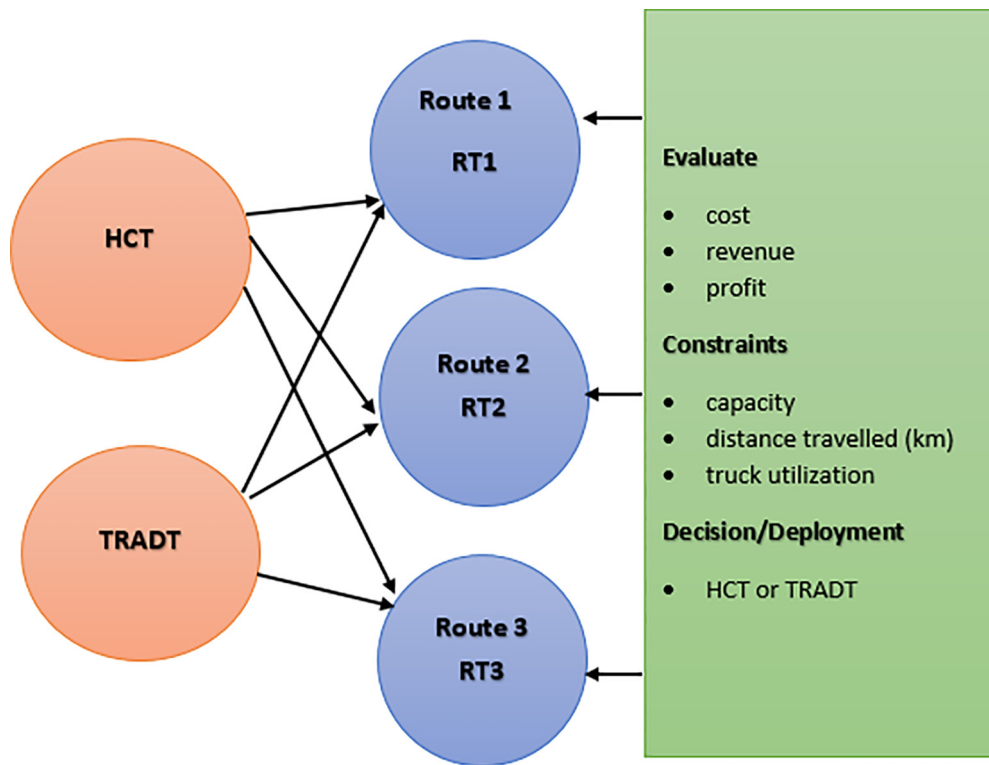 HCT
TRADT
Route 1
RT1
Route 2
RT2
Route 3
RT3
Evaluate
• cost
• revenue
• profit
Constraints
• capacity
• distance travelled (km)
• truck utilization
Decision/Deployment
• HCT or TRADT